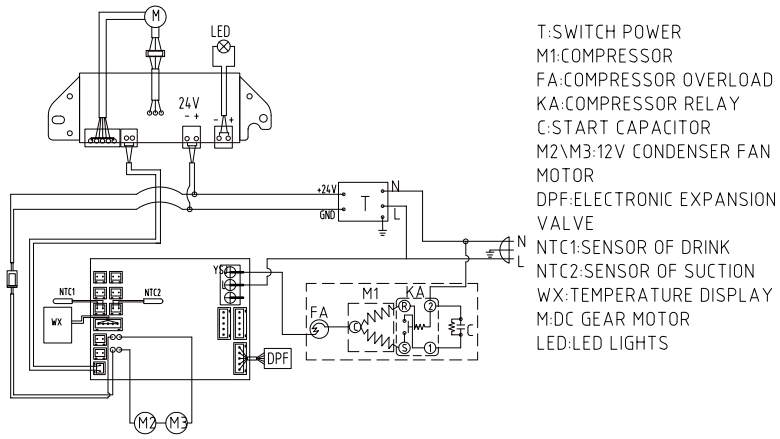 M
LED
24V
- +
- +
+24V
GND
T
N
L
N
L
YS1
L
NTC1
NTC2
WX
DPF
FA
M1
KA
C
R
S
2
1
C
M2
M3
T:SWITCH POWER
M1:COMPRESSOR
FA:COMPRESSOR OVERLOAD
KA:COMPRESSOR RELAY
C:START CAPACITOR
M2\M3:12V CONDENSER FAN
MOTOR
DPF:ELECTRONIC EXPANSION
VALVE
NTC1:SENSOR OF DRINK
NTC2:SENSOR OF SUCTION
WX:TEMPERATURE DISPLAY
M:DC GEAR MOTOR
LED:LED LIGHTS